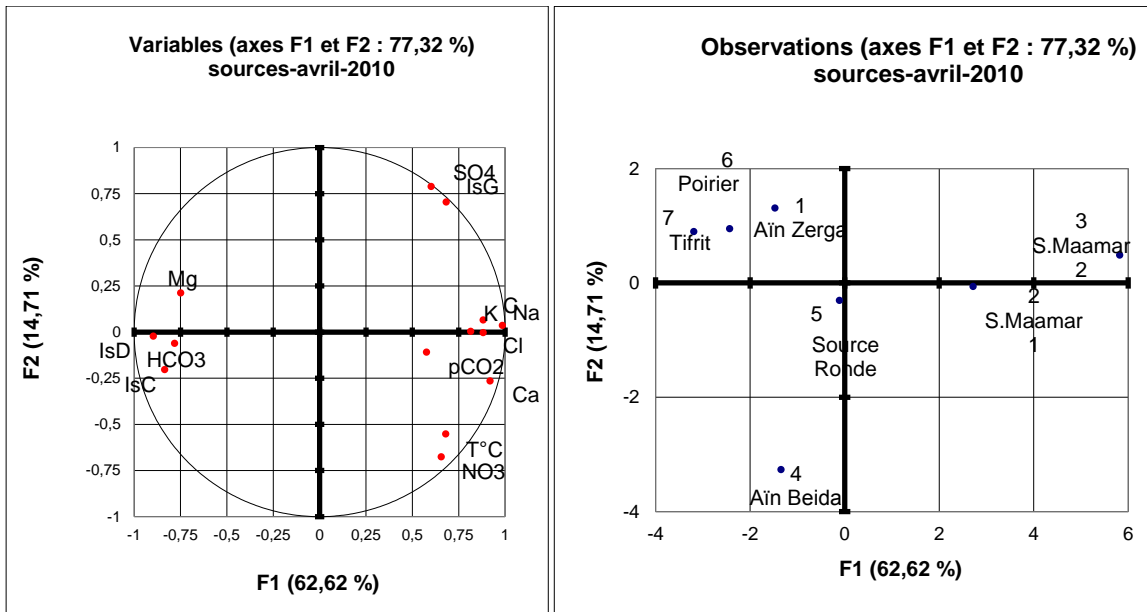 Variables (axes F1 et F2 : 77,32 %)
sources-avril-2010
1
0,75
0,5
0,25
0
-0,25
-0,5
-0,75
-1
F2 (14,71 %)
SO4
IsG
Mg
C
K
Na
IsD
HCO3
Cl
IsC
pCO2
Ca
T°C
NO3
-1 -0,75 -0,5 -0,25 0 0,25 0,5 0,75 1
F1 (62,62 %)
Observations (axes F1 et F2 : 77,32 %)
sources-avril-2010
2
0
-2
-4
F2 (14,71 %)
6
Poirier
7
Tifrit
1
Aïn Zerga
3
S.Maamar
2
2
S.Maamar
1
5
Source
Ronde
4
Aïn Beida
-4 -2 0 2 4 6
F1 (62,62 %)